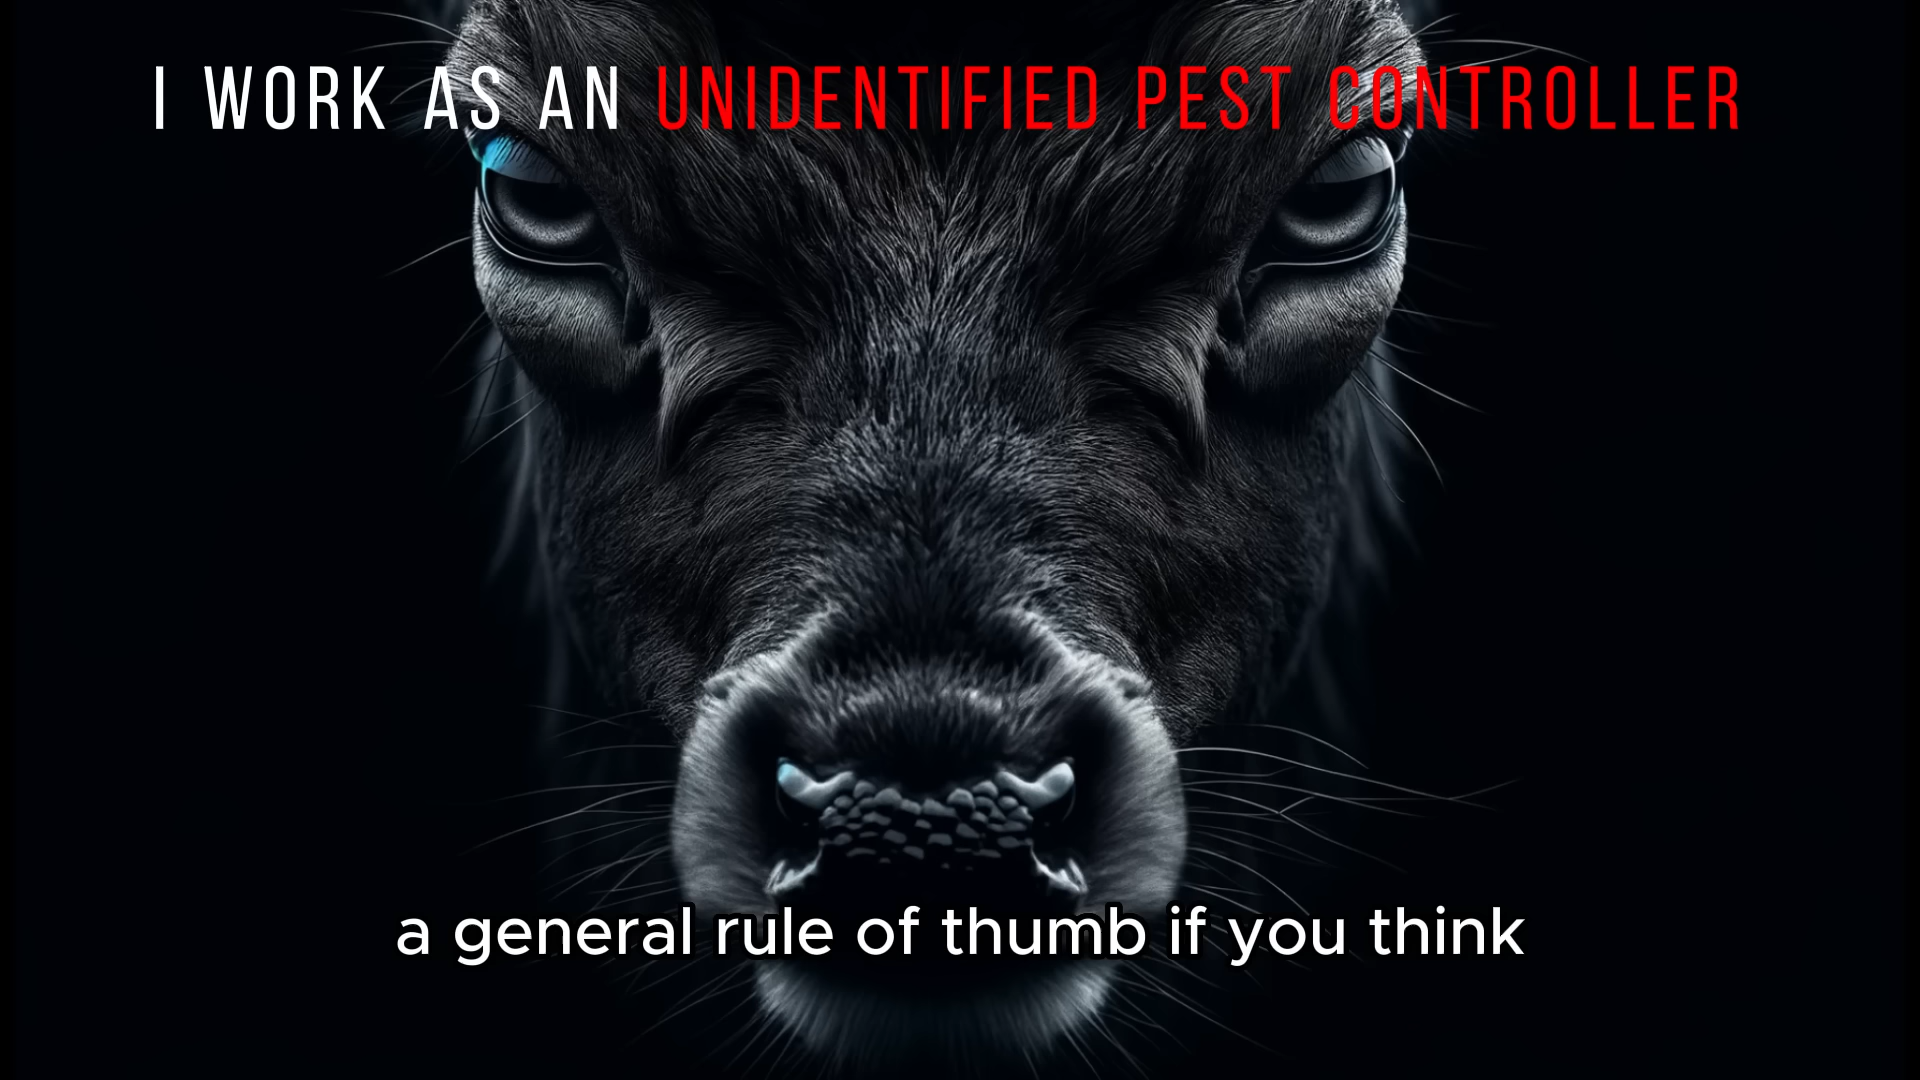 I WORK AS AN UNIDENTIFIED PEST CONTROLLER
a general rule of thumb if you think